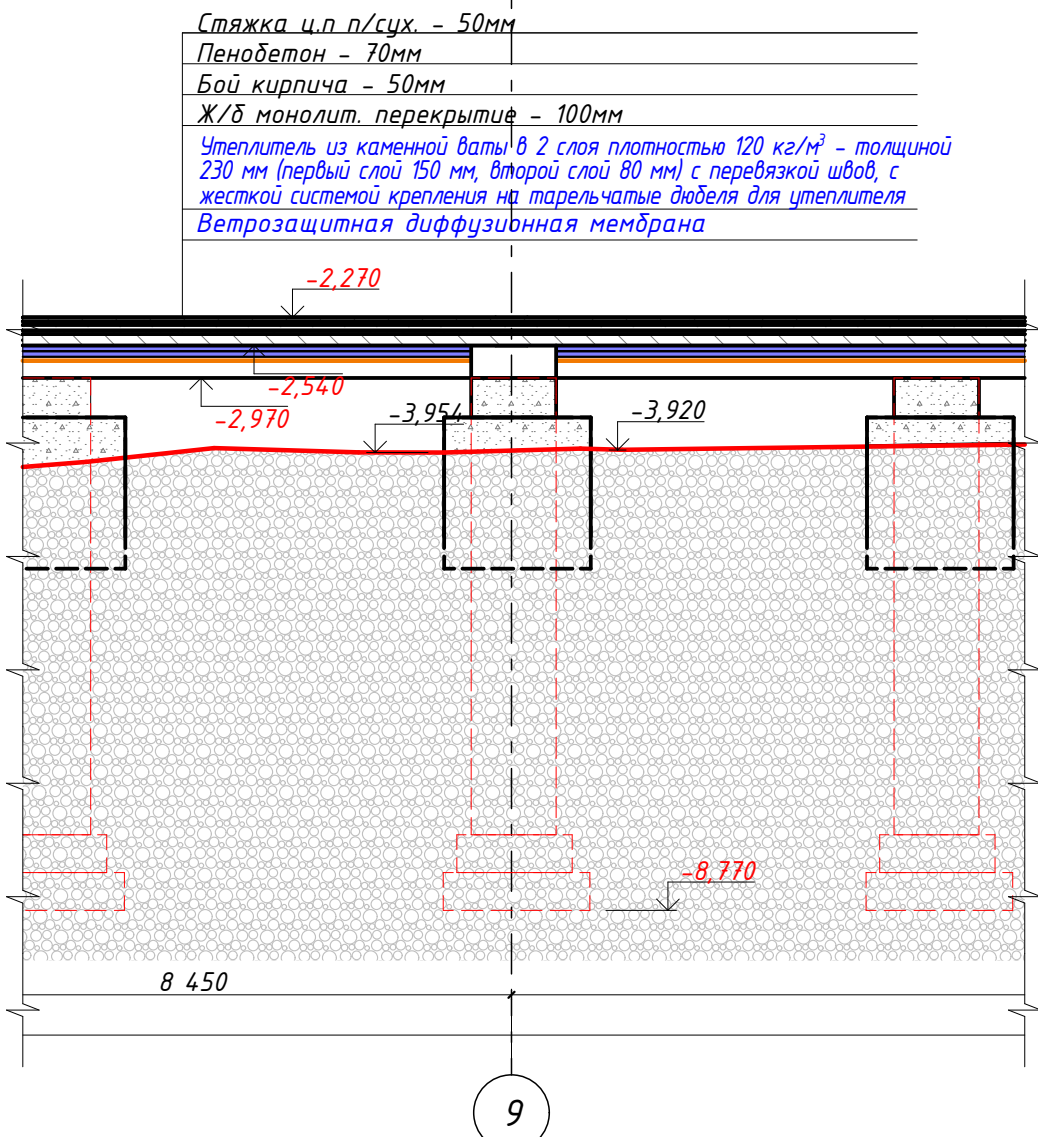 Стяжка ц.п п/сух. - 50мм
Пенобетон - 70мм
Бой кирпича - 50мм
Ж/б монолит. перекрытие - 100мм
Утеплитель из каменной ваты в 2 слоя плотностью 120 кг/м³ - толщиной
230 мм (первый слой 150 мм, второй слой 80 мм) с перевязкой швов, с
жесткой системой крепления на тарельчатые дюбеля для утеплителя
Ветрозащитная диффузионная мембрана
-2,270
-2,540
-2,970
-3,954
-3,920
-8,770
8 450
9